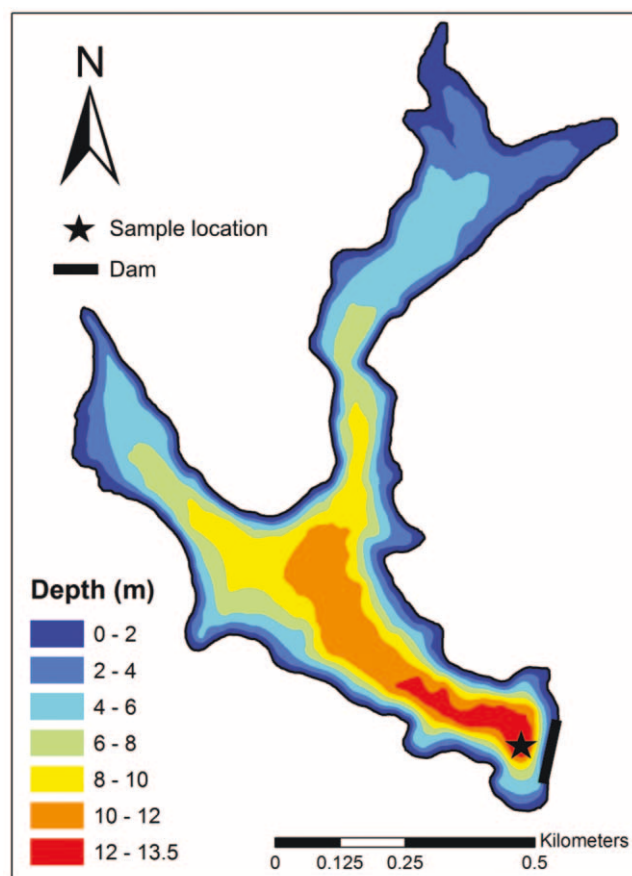 N
Sample location
Dam
Depth (m)
0 - 2
2 - 4
4 - 6
6 - 8
8 - 10
10 - 12
12 - 13.5
Kilometers
0 0.125 0.25 0.5